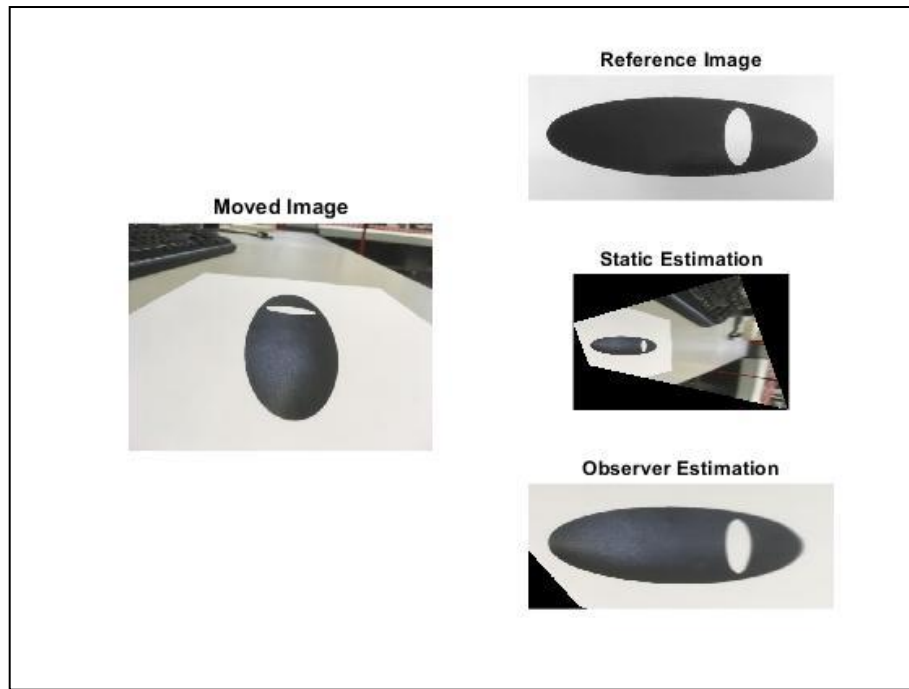 Reference Image
Moved Image
Static Estimation
Observer Estimation